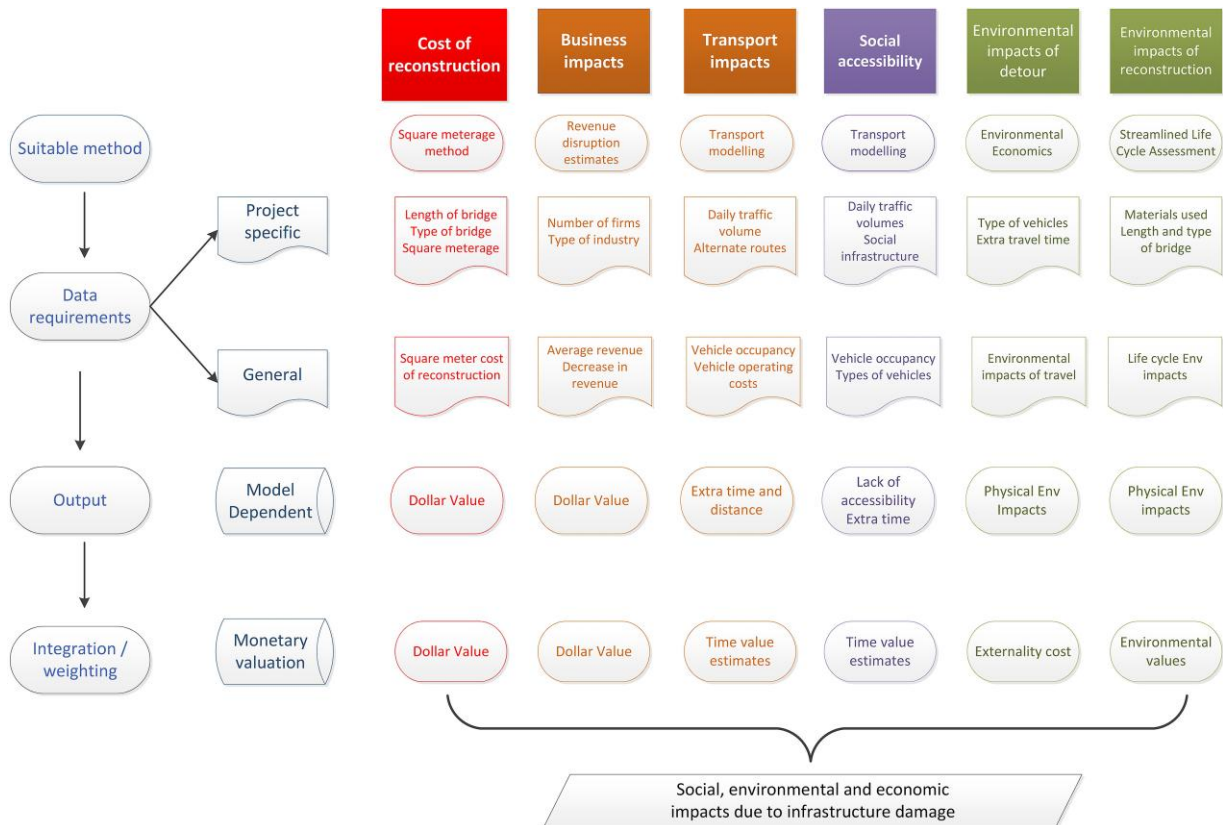 Cost of
reconstruction
Business
impacts
Transport
impacts
Social
accessibility
Environmental
impacts of
detour
Environmental
impacts of
reconstruction
Suitable method
Square meterage
method
Revenue
disruption
estimates
Transport
modelling
Transport
modelling
Environmental
Economics
Streamlined Life
Cycle Assessment
Data
requirements
Project
specific
Length of bridge
Type of bridge
Square meterage
Number of firms
Type of industry
Daily traffic
volume
Alternate routes
Daily traffic
volumes
Social
infrastructure
Type of vehicles
Extra travel time
Materials used
Length and type
of bridge
General
Square meter cost
of reconstruction
Average revenue
Decrease in
revenue
Vehicle occupancy
Vehicle operating
costs
Vehicle occupancy
Types of vehicles
Environmental
impacts of travel
Life cycle Env
impacts
Output
Model
Dependent
Dollar Value
Dollar Value
Extra time and
distance
Lack of
accessibility
Extra time
Physical Env
Impacts
Physical Env
impacts
Integration /
weighting
Monetary
valuation
Dollar Value
Dollar Value
Time value
estimates
Time value
estimates
Externality cost
Environmental
values
Social, environmental and economic
impacts due to infrastructure damage